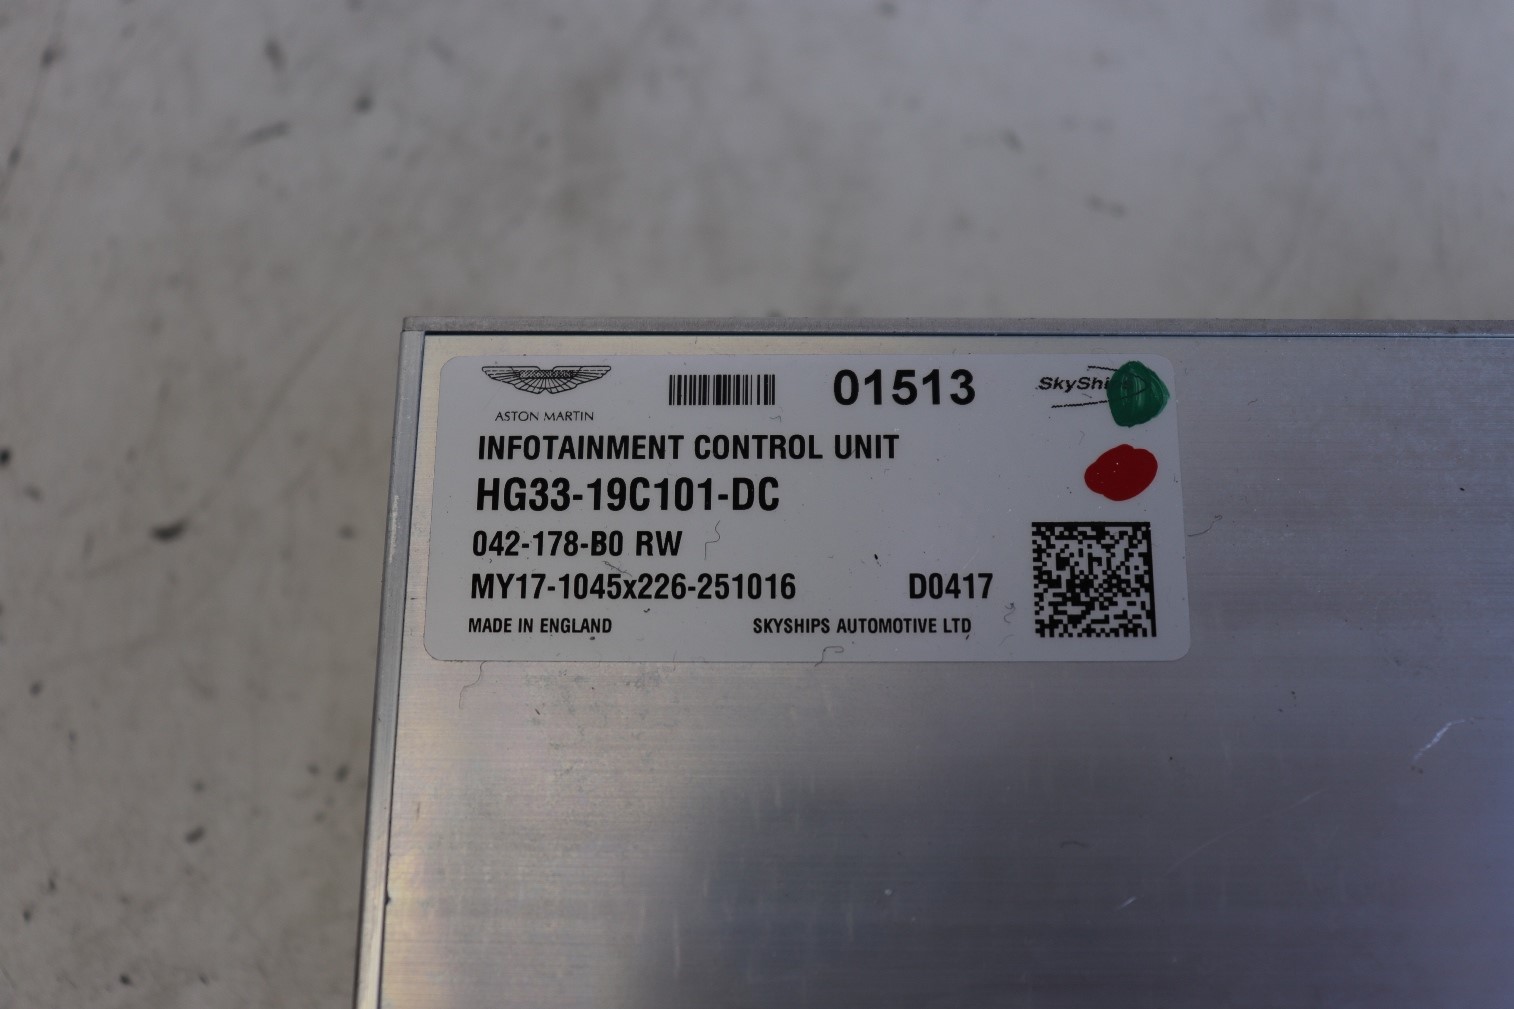 01513
SkyShi
ASTON MARTIN
INFOTAINMENT CONTROL UNIT
HG33-19C101-DC
042-178-B0 RW
MY17-1045x226-251016 D0417
MADE IN ENGLAND SKYSHIPS AUTOMOTIVE LTD